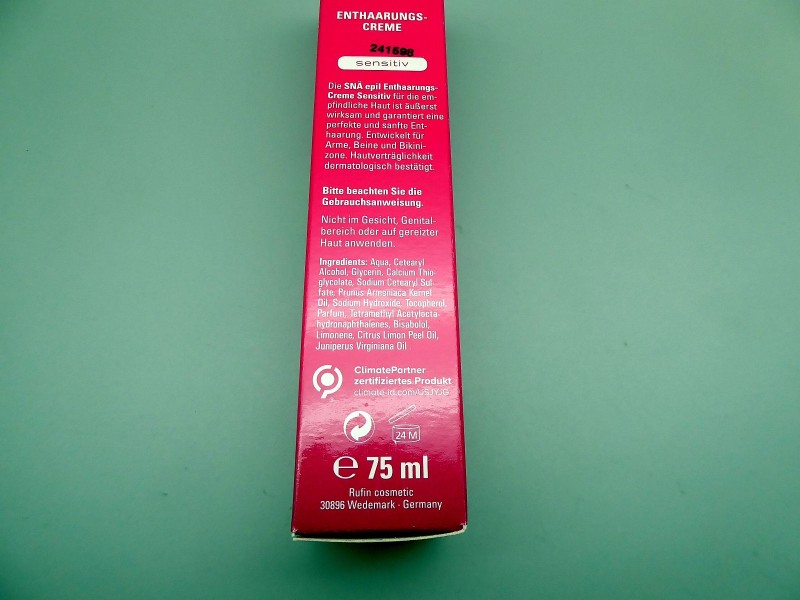 ENTHAARUNGS-
CREME
241598
sensitiv
Die SNÄ epil Enthaarungs-
Creme Sensitiv für die em-
pfindliche Haut ist äußerst
wirksam und garantiert eine
perfekte und sanfte Ent-
haarung. Entwickelt für
Arme, Beine und Bikini-
zone. Hautverträglichkeit
dermatologisch bestätigt.
Bitte beachten Sie die
Gebrauchsanweisung.
Nicht im Gesicht, Genital-
bereich oder auf gereizter
Haut anwenden.
Ingredients: Aqua, Cetearyl
Alcohol, Glycerin, Calcium Thio-
glycolate, Sodium Cetearyl Sul
fate, Prunus Armeniaca Kernel
Oil, Sodium Hydroxide, Tocopherol,
Parfum, Tetramethyl Acetylocta-
hydronaphthalenes, Bisabolol,
Limonene, Citrus Limon Peel Oil,
Juniperus Virginiana Oil
ClimatePartner
zertifiziertes Produkt
climate-id.com/USJYJG
24 M
e 75 ml
Rufin cosmetic
30896 Wedemark · Germany